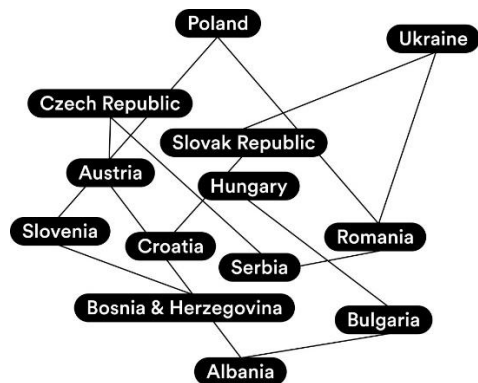 Poland
Ukraine
Czech Republic
Slovak Republic
Austria
Hungary
Slovenia
Croatia
Romania
Serbia
Bosnia & Herzegovina
Bulgaria
Albania